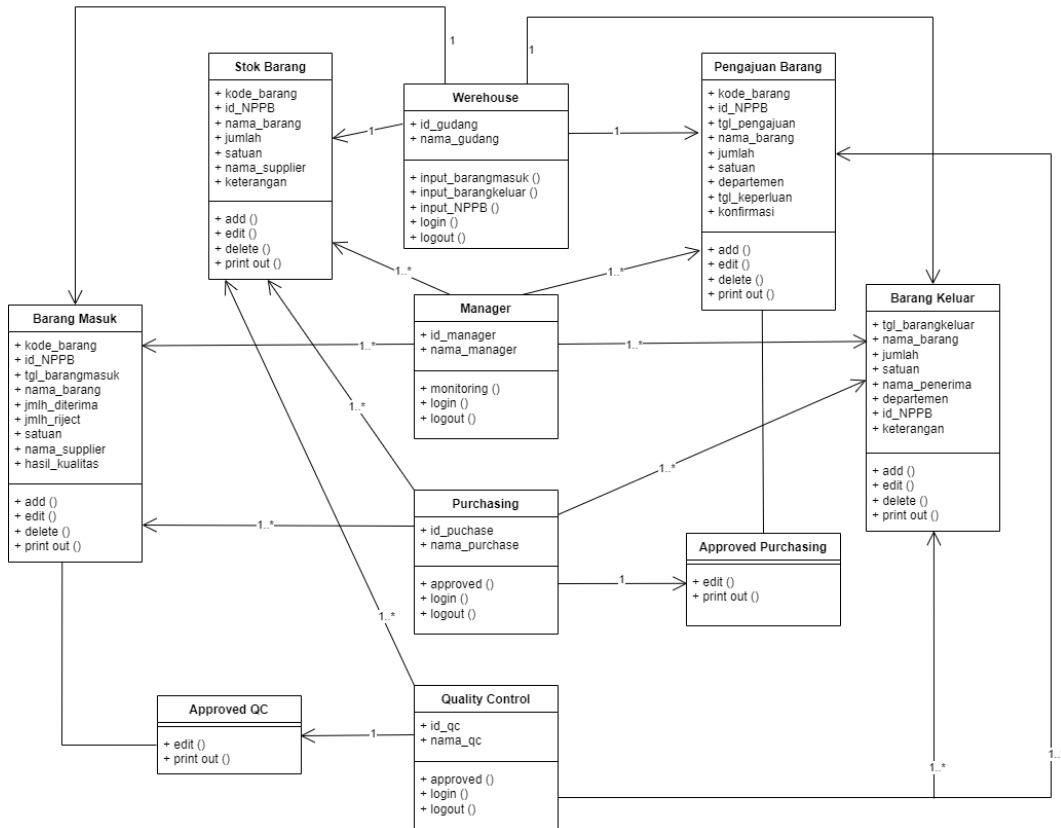 1
1
Stok Barang
+ kode_barang
+ id_NPPB
+ nama_barang
+ jumlah
+ satuan
+ nama_supplier
+ keterangan
+ add ()
+ edit ()
+ delete ()
+ print out ()
1
Werehouse
+ id_gudang
+ nama_gudang
+ input_barangmasuk ()
+ input_barangkeluar ()
+ input_NPPB ()
+ login ()
+ logout ()
1
Pengajuan Barang
+ kode_barang
+ id_NPPB
+ tgl_pengajuan
+ nama_barang
+ jumlah
+ satuan
+ departemen
+ tgl_keperluan
+ konfirmasi
+ add ()
+ edit ()
+ delete ()
+ print out ()
1..*
1..*
Barang Masuk
+ kode_barang
+ id_NPPB
+ tgl_barangmasuk
+ nama_barang
+ jmlh_diterima
+ jmlh_riject
+ satuan
+ nama_supplier
+ hasil_kualitas
+ add ()
+ edit ()
+ delete ()
+ print out ()
1..*
Manager
+ id_manager
+ nama_manager
+ monitoring ()
+ login ()
+ logout ()
1..*
Barang Keluar
+ tgl_barangkeluar
+ nama_barang
+ jumlah
+ satuan
+ nama_penerima
+ departemen
+ id_NPPB
+ keterangan
+ add ()
+ edit ()
+ delete ()
+ print out ()
1..*
1..*
1..*
Purchasing
+ id_puchase
+ nama_purchase
+ approved ()
+ login ()
+ logout ()
1
Approved Purchasing
+ edit ()
+ print out ()
1..*
Approved QC
+ edit ()
+ print out ()
1
Quality Control
+ id_qc
+ nama_qc
+ approved ()
+ login ()
+ logout ()
1..*
1..*